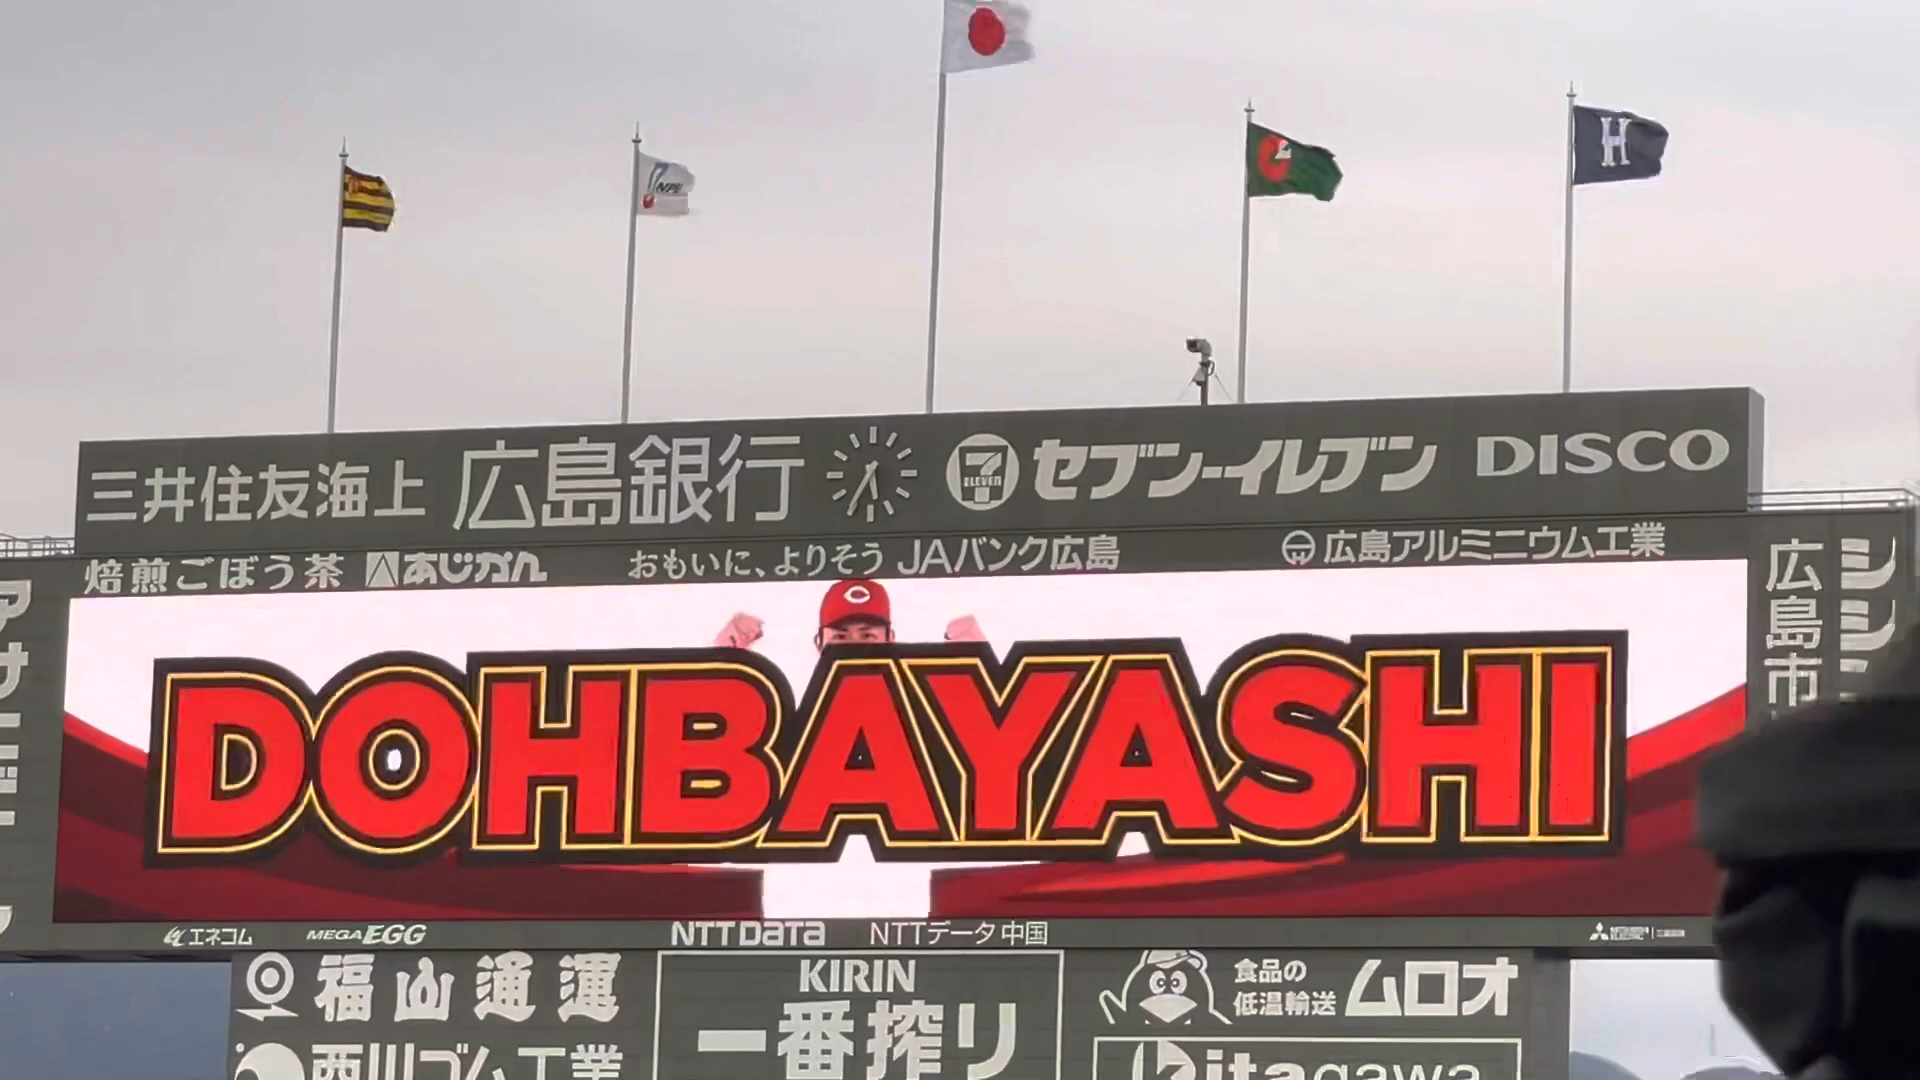 NPB
H
三井住友海上 広島銀行 7 ELEVEN セブン-イレブン DISCO
焙煎ごぼう茶 あじかん おもいに、よりそう JAバンク広島 広島アルミニウム工業
広島市
C
DOHBAYASHI
エネコム MEGA EGG NTT DATA NTTデータ中国
福山通運
KIRIN
一番搾り
食品の
低温輸送 ムロオ
西川ゴム工業
Kitagawa